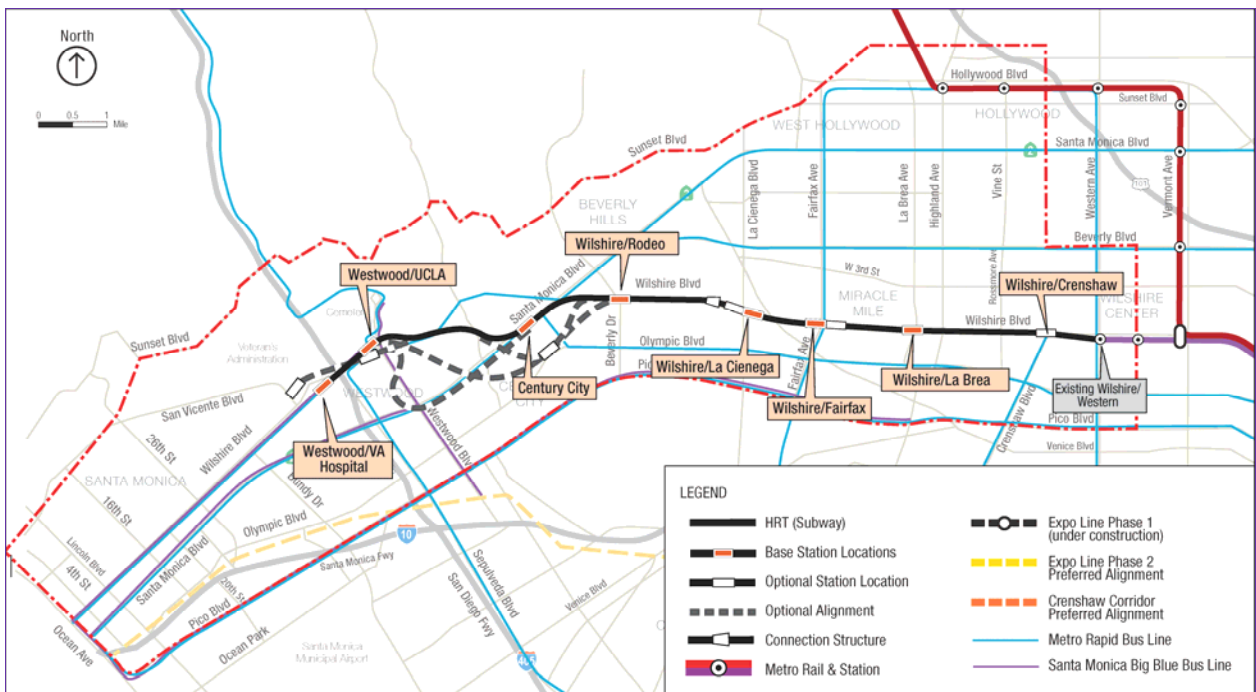 North
0 0.5 1
Mile
Hollywood Blvd
Sunset Blvd
HOLLYWOOD
WEST HOLLYWOOD
Santa Monica Blvd
2
2
101
Sunset Blvd
La Cienega Blvd
Fairfax Ave
La Brea Ave
Highland Ave
Vine St
Western Ave
Vermont Ave
BEVERLY
HILLS
Beverly Blvd
Wilshire/Rodeo
Westwood/UCLA
Santa Monica Blvd
Wilshire Blvd
W 3rd St
Rossmore Ave
Wilshire/Crenshaw
MIRACLE
MILE
Wilshire Blvd
WILSHIRE
CENTER
Sunset Blvd
Veteran's
Administration
Beverly Dr
Olympic Blvd
Century City
CITY
Wilshire/La Cienega
Fairfax Ave
Wilshire/La Brea
Wilshire/Fairfax
Existing Wilshire/
Western
WESTWOOD
San Vicente Blvd
Westwood Blvd
Wilshire Blvd
Westwood/VA
Hospital
Crenshaw Blvd
Pico Blvd
Venice Blvd
26th St
SANTA MONICA
16th St
Bundy Dr
Olympic Blvd
10
Lincoln Blvd
4th St
Santa Monica Blvd
20th St
Santa Monica Fwy
Sepulveda Blvd
San Diego Fwy
Venice Blvd
Pico Blvd
Ocean Ave
Ocean Park
Santa Monica
Municipal Airport
405
LEGEND
HRT (Subway)
Base Station Locations
Optional Station Location
Optional Alignment
Connection Structure
Metro Rail & Station
Expo Line Phase 1
(under construction)
Expo Line Phase 2
Preferred Alignment
Crenshaw Corridor
Preferred Alignment
Metro Rapid Bus Line
Santa Monica Big Blue Bus Line